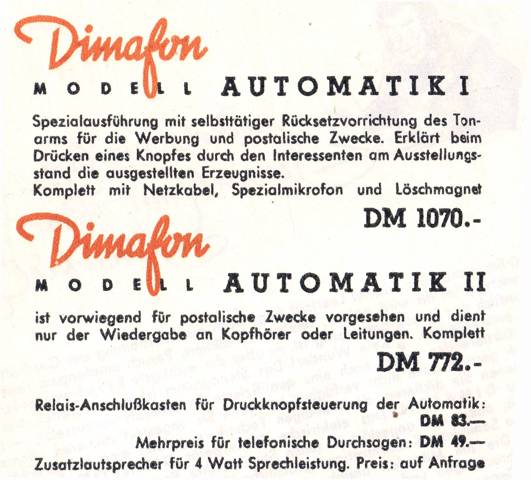 Dimafon
MODELL AUTOMATIK I
Spezialausführung mit selbsttätiger Rücksetzvorrichtung des Ton-
arms für die Werbung und postalische Zwecke. Erklärt beim
Drücken eines Knopfes durch den Interessenten am Ausstellungs-
stand die ausgestellten Erzeugnisse.
Komplett mit Netzkabel, Spezialmikrofon und Löschmagnet
DM 1070.-
Dimafon
MODELL AUTOMATIK II
ist vorwiegend für postalische Zwecke vorgesehen und dient
nur der Wiedergabe an Kopfhörer oder Leitungen. Komplett
DM 772.-
Relais-Anschlußkasten für Druckknopfsteuerung der Automatik:
DM 83.—
Mehrpreis für telefonische Durchsagen: DM 49.—
Zusatzlautsprecher für 4 Watt Sprechleistung. Preis: auf Anfrage